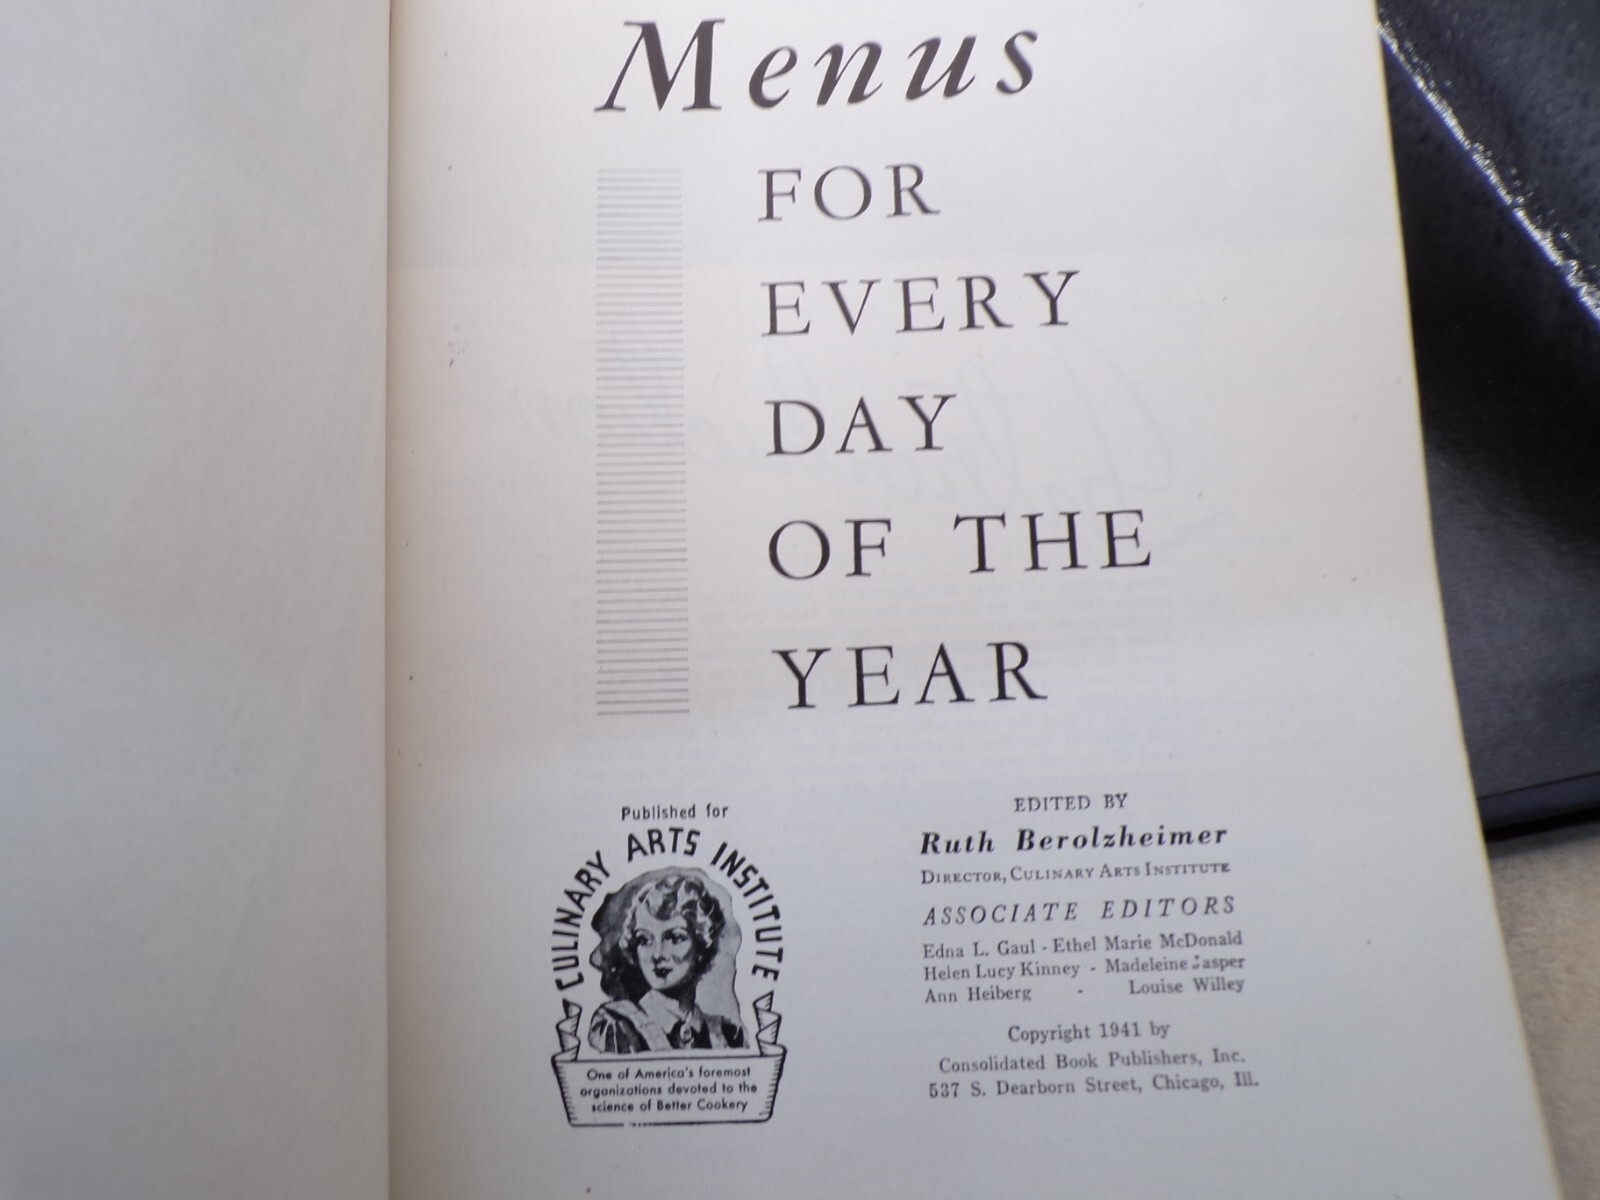 Menus
FOR
EVERY
DAY
OF THE
YEAR
Published for
CULINARY ARTS INSTITUTE
One of America's foremost
organizations devoted to the
science of Better Cookery
EDITED BY
Ruth Berolzheimer
DIRECTOR, CULINARY ARTS INSTITUTE
ASSOCIATE EDITORS
Edna L. Gaul - Ethel Marie McDonald
Helen Lucy Kinney - Madeleine Jasper
Ann Heiberg - Louise Willey
Copyright 1941 by
Consolidated Book Publishers, Inc.
537 S. Dearborn Street, Chicago, Ill.